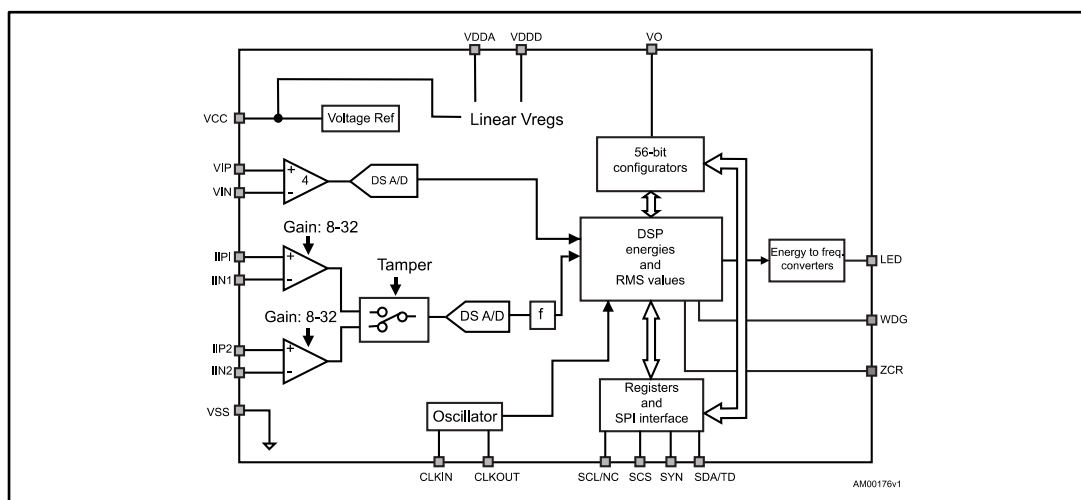 VDDA VDDD VO
VCC
Voltage Ref
Linear Vregs
VIP
VIN
4
+
-
DS A/D
56-bit
configurators
Gain: 8-32
IIPI
IIN1
+
-
Tamper
DSP
energies
and
RMS values
Energy to freq.
converters
LED
Gain: 8-32
DS A/D
f
WDG
IIP2
IIN2
+
-
ZCR
VSS
Oscillator
Registers
and
SPI interface
CLKIN CLKOUT SCL/NC SCS SYN SDA/TD
AM00176v1